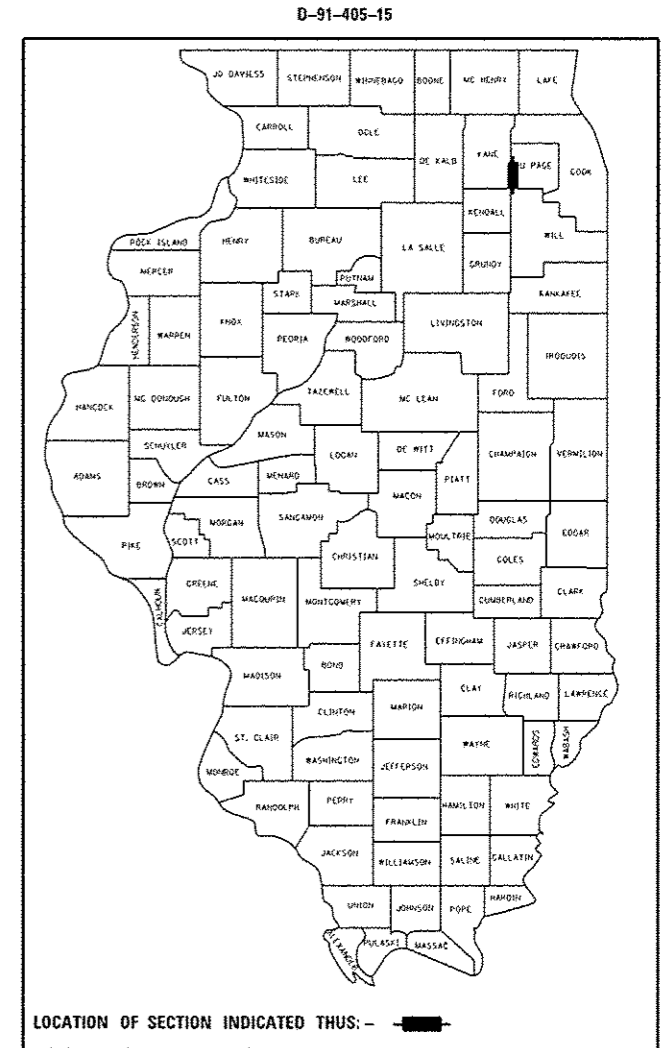 D-91-405-15
JO DAVIESS STEPHENSON WINNEBAGO BOONE MC HENRY LAKE
CARROLL OGLE DE KALB KANE DU PAGE COOK
WHITESIDE LEE
KENDALL WILL
ROCK ISLAND HENRY BUREAU LA SALLE GRUNDY
MERCER PUTNAM KANKAKEE
STARK MARSHALL
HENDERSON WARREN KNOX PEORIA WOODFORD LIVINGSTON IROQUOIS
HANCOCK MC DONOUGH FULTON TAZEWELL MC LEAN FORD
SCHUYLER MASON LOGAN DE WITT CHAMPAIGN VERMILION
ADAMS BROWN CASS MENARD MACON PIATT
MORGAN SANGAMON DOUGLAS EDGAR
PIKE SCOTT CHRISTIAN MOULTRIE COLES
GREENE MACOUPIN MONTGOMERY SHELBY CUMBERLAND CLARK
CALHOUN JERSEY
FAYETTE EFFINGHAM JASPER CRAWFORD
MADISON BOND
CLAY RICHLAND LAWRENCE
CLINTON MARION
ST. CLAIR WAYNE EDWARDS WABASH
MONROE WASHINGTON JEFFERSON
RANDOLPH PERRY HAMILTON WHITE
FRANKLIN
JACKSON WILLIAMSON SALINE GALLATIN
UNION JOHNSON POPE HARDIN
ALEXANDER PULASKI MASSAC
LOCATION OF SECTION INDICATED THUS: -